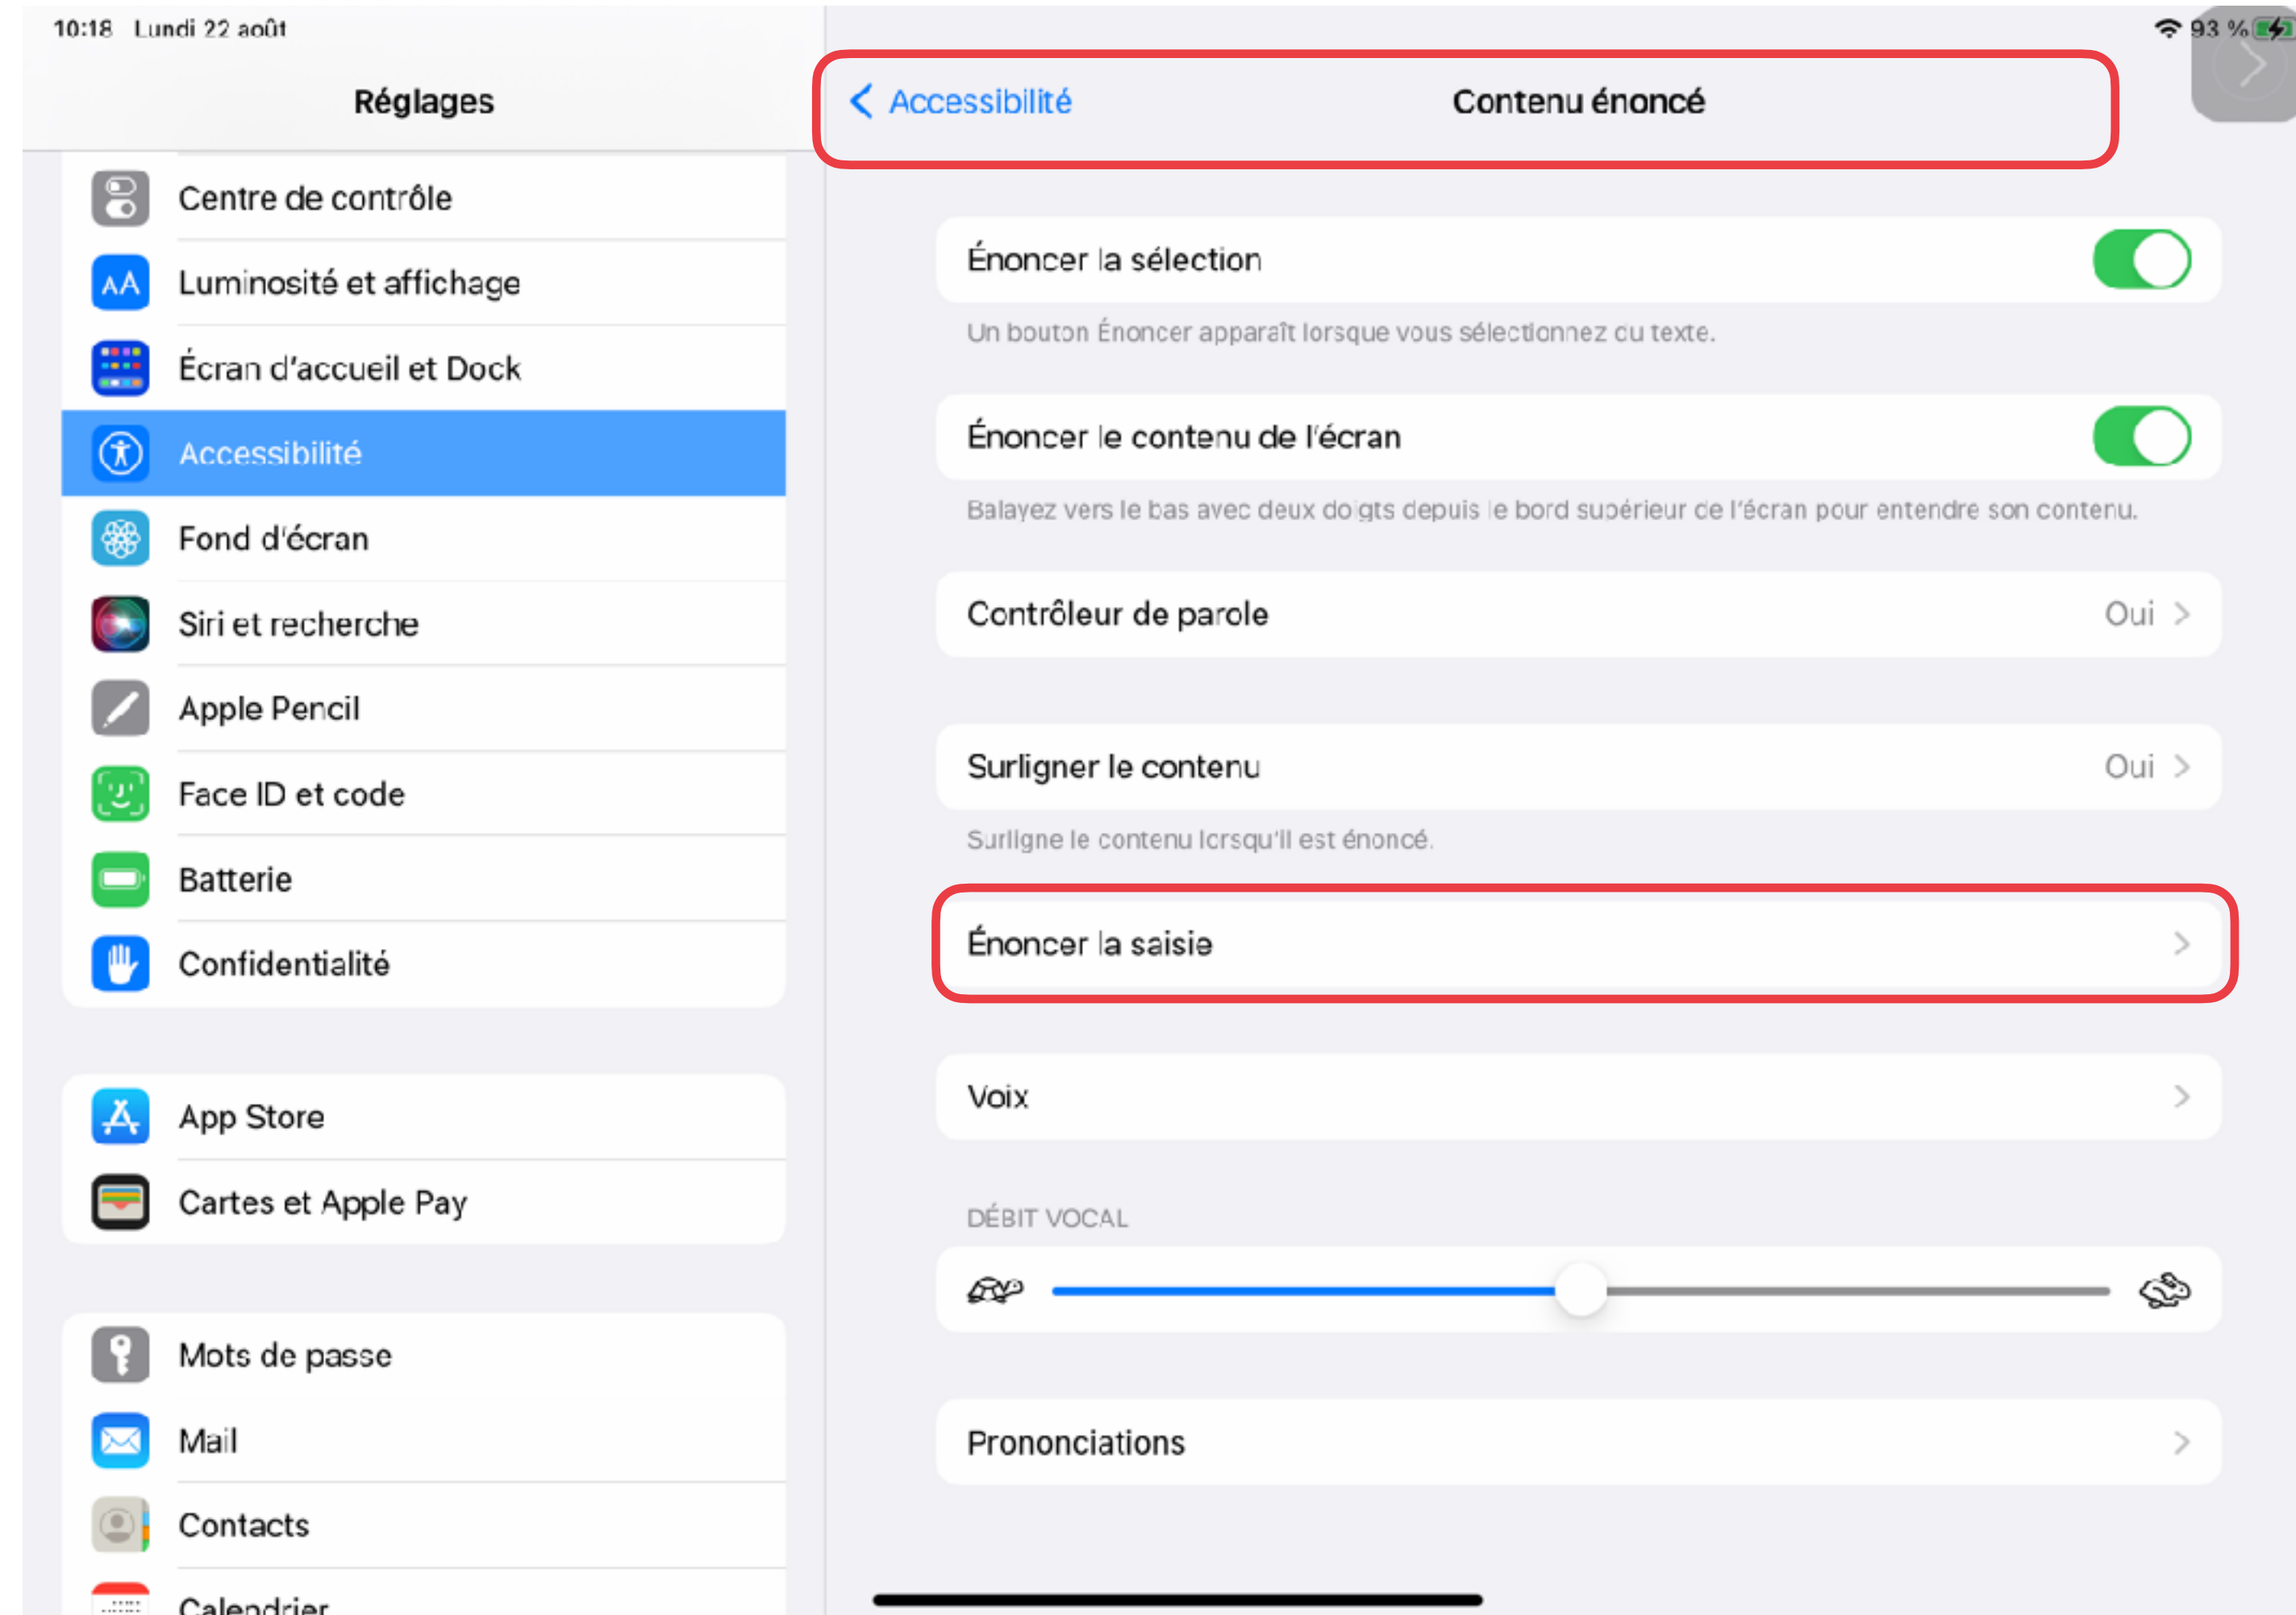 10:18 Lundi 22 août
93 %
Réglages
Centre de contrôle
Luminosité et affichage
Écran d'accueil et Dock
Accessibilité
Fond d'écran
Siri et recherche
Apple Pencil
Face ID et code
Batterie
Confidentialité
App Store
Cartes et Apple Pay
Mots de passe
Mail
Contacts
Calendrier
Accessibilité
Contenu énoncé
Énoncer la sélection
Un bouton Énoncer apparaît lorsque vous sélectionnez du texte.
Énoncer le contenu de l'écran
Balayez vers le bas avec deux doigts depuis le bord supérieur de l'écran pour entendre son contenu.
Contrôleur de parole Oui
Surligner le contenu Oui
Surligne le contenu lorsqu'il est énoncé.
Énoncer la saisie
Voix
DÉBIT VOCAL
Prononciations